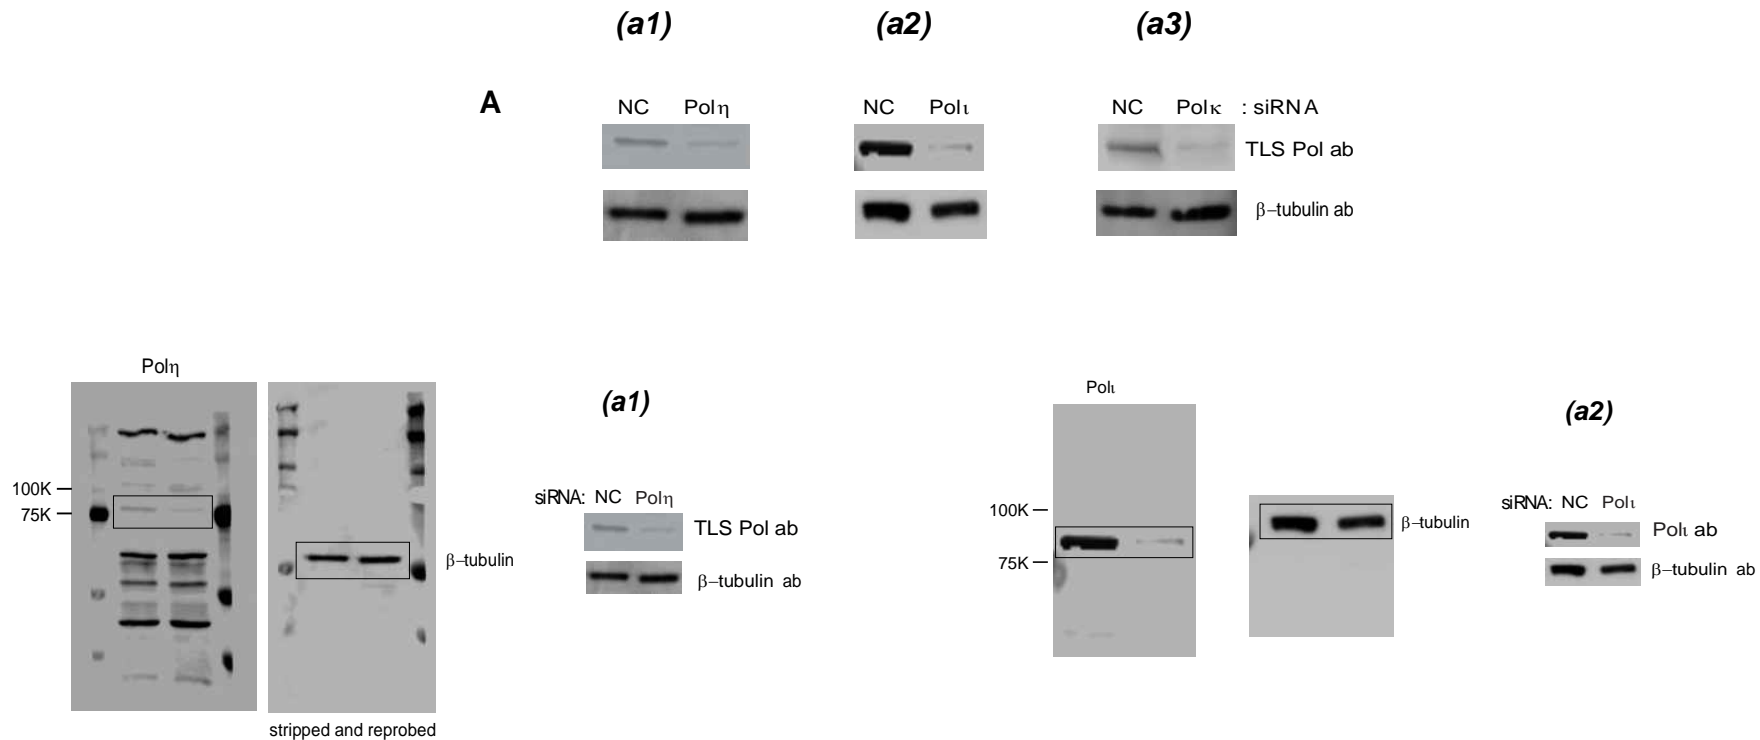 (a1) (a2) (a3)
A
NC Polη NC Polι NC Polκ : siRNA
TLS Pol ab
β–tubulin ab
Polη
100K
75K
β–tubulin
stripped and reprobed
(a1)
siRNA: NC Polη
TLS Pol ab
β–tubulin ab
Polι
100K
75K
β–tubulin
(a2)
siRNA: NC Polι
Polι ab
β–tubulin ab